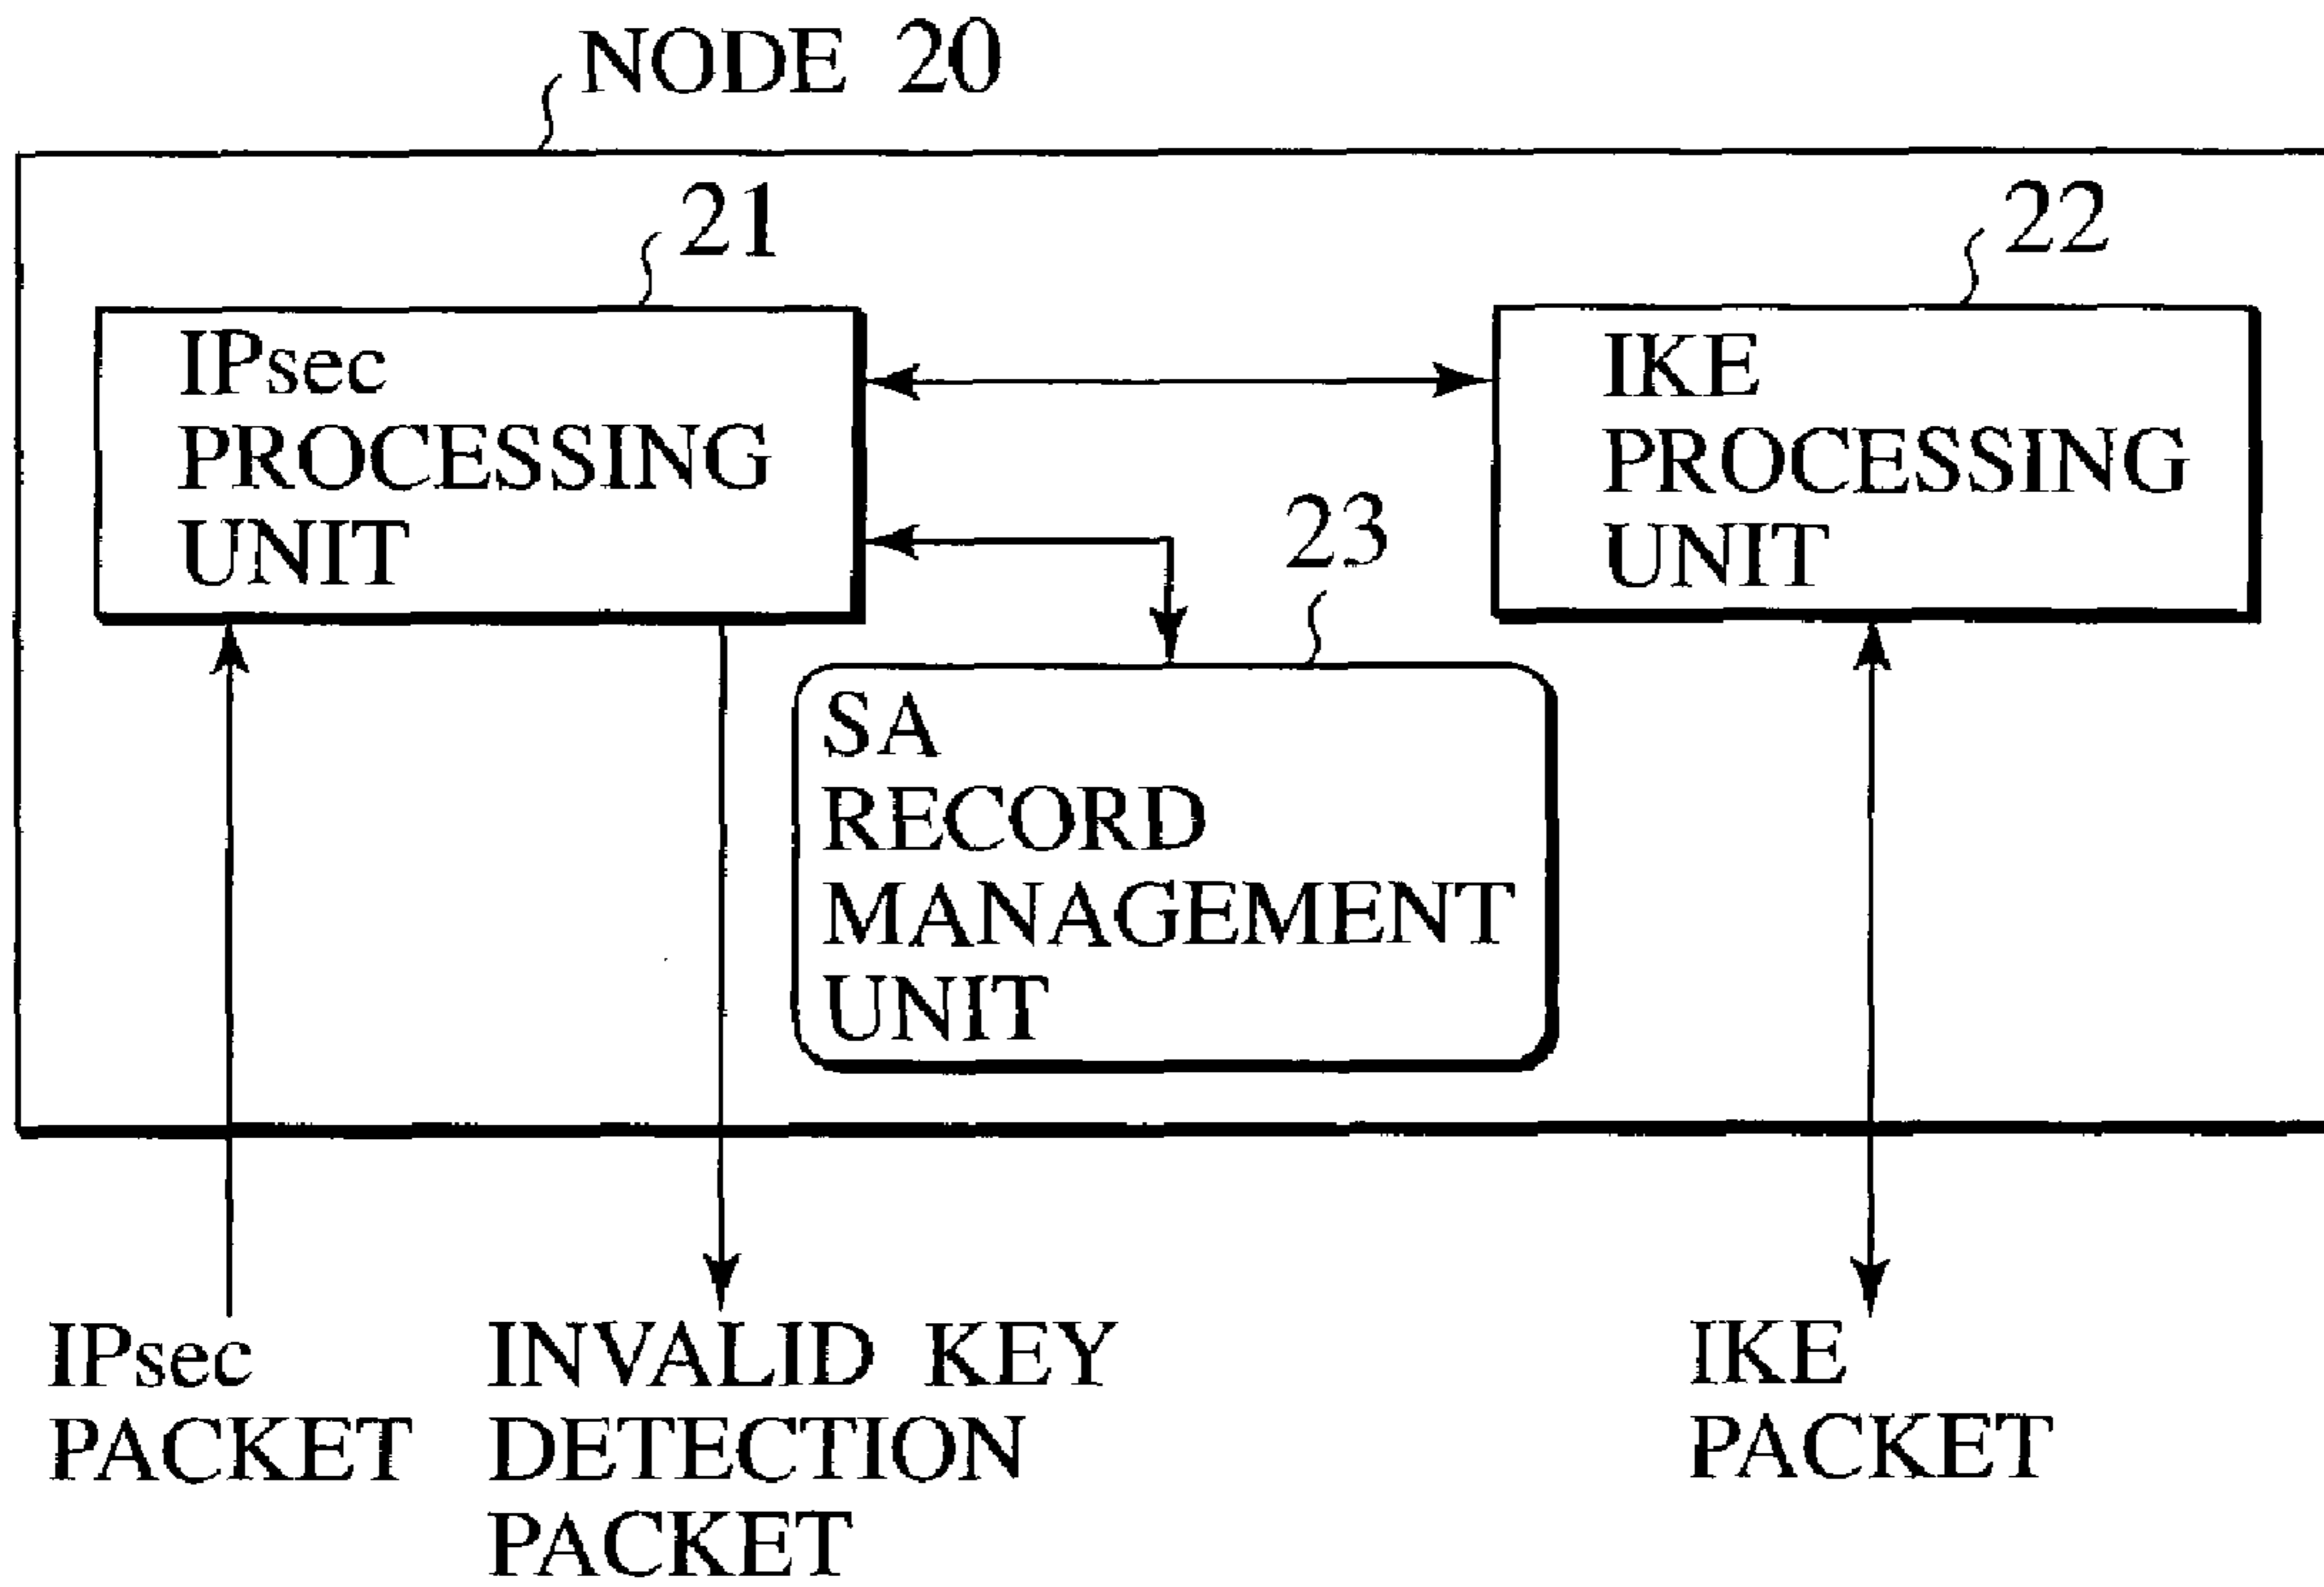 NODE 20
21
22
IPsec
PROCESSING
UNIT
IKE
PROCESSING
UNIT
23
SA
RECORD
MANAGEMENT
UNIT
IPsec
PACKET
INVALID KEY
DETECTION
PACKET
IKE
PACKET